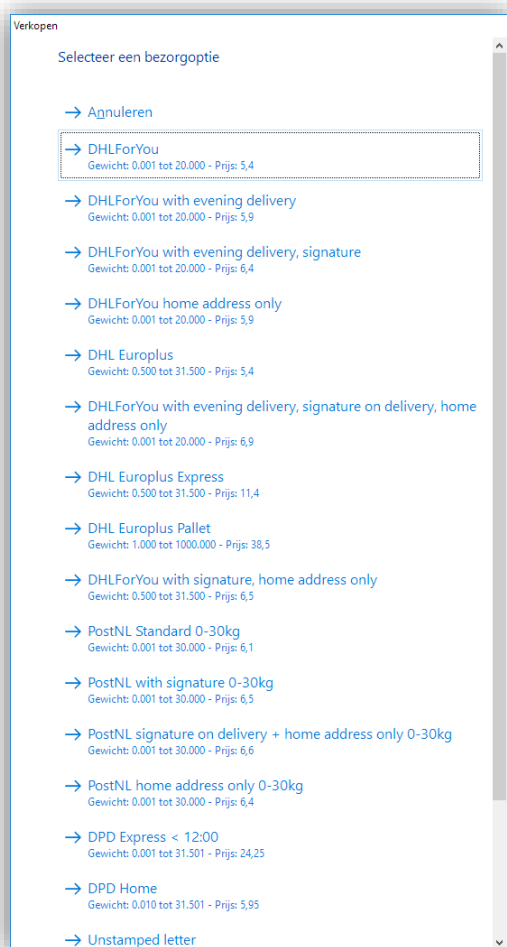 Verkopen
Selecteer een bezorgoptie
→ Annuleren
→ DHLForYou
Gewicht: 0.001 tot 20.000 - Prijs: 5,4
→ DHLForYou with evening delivery
Gewicht: 0.001 tot 20.000 - Prijs: 5,9
→ DHLForYou with evening delivery, signature
Gewicht: 0.001 tot 20.000 - Prijs: 6,4
→ DHLForYou home address only
Gewicht: 0.001 tot 20.000 - Prijs: 5,9
→ DHL Europlus
Gewicht: 0.500 tot 31.500 - Prijs: 5,4
→ DHLForYou with evening delivery, signature on delivery, home
address only
Gewicht: 0.001 tot 20.000 - Prijs: 6,9
→ DHL Europlus Express
Gewicht: 0.500 tot 31.500 - Prijs: 11,4
→ DHL Europlus Pallet
Gewicht: 1.000 tot 1000.000 - Prijs: 38,5
→ DHLForYou with signature, home address only
Gewicht: 0.500 tot 31.500 - Prijs: 6,5
→ PostNL Standard 0-30kg
Gewicht: 0.001 tot 30.000 - Prijs: 6,1
→ PostNL with signature 0-30kg
Gewicht: 0.001 tot 30.000 - Prijs: 6,5
→ PostNL signature on delivery + home address only 0-30kg
Gewicht: 0.001 tot 30.000 - Prijs: 6,6
→ PostNL home address only 0-30kg
Gewicht: 0.001 tot 30.000 - Prijs: 6,4
→ DPD Express < 12:00
Gewicht: 0.001 tot 31.501 - Prijs: 24,25
→ DPD Home
Gewicht: 0.010 tot 31.501 - Prijs: 5,95
→ Unstamped letter